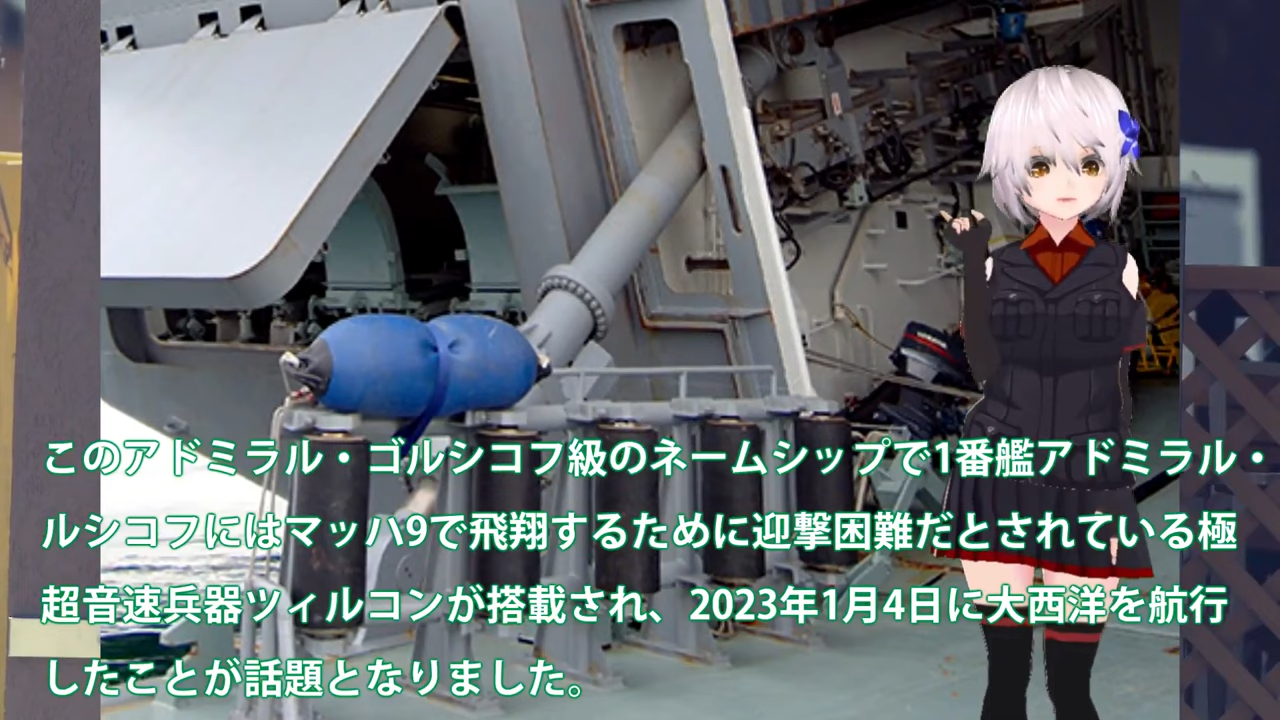 このアドミラル・ゴルシコフ級のネームシップで1番艦アドミラル・
ルシコフにはマッハ9で飛翔するために迎撃困難だとされている極
超音速兵器ツィルコンが搭載され、2023年1月4日に大西洋を航行
したことが話題となりました。